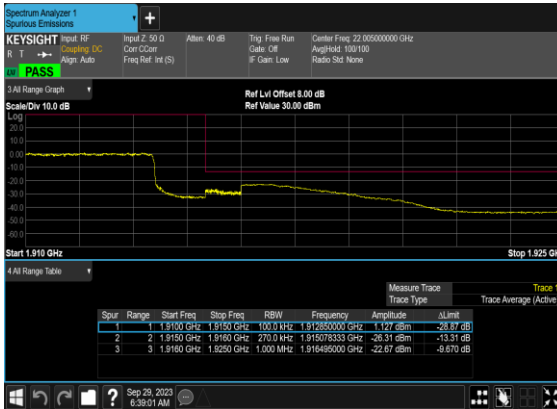 Spectrum Analyzer 1
Spurious Emissions
KEYSIGHT
R T
LXI PASS
Input: RF
Coupling: DC
Align: Auto
Input Z: 50 Ω
Corr CCorr
Freq Ref: Int (S)
Atten: 40 dB
Trig: Free Run
Gate: Off
IF Gain: Low
Center Freq: 22.005000000 GHz
Avg|Hold: 100/100
Radio Std: None
3 All Range Graph
Scale/Div 10.0 dB
Ref Lvl Offset 8.00 dB
Ref Value 30.00 dBm
Log
20.0
10.0
0.00
-10.0
-20.0
-30.0
-40.0
-50.0
-60.0
Start 1.910 GHz
Stop 1.925 GH
4 All Range Table
Measure Trace Trace 1
Trace Type Trace Average (Active
Spur Range Start Freq Stop Freq RBW Frequency Amplitude ΔLimit
1 1 1.9100 GHz 1.9150 GHz 100.0 kHz 1.912850000 GHz 1.127 dBm -28.87 dB
2 2 1.9150 GHz 1.9160 GHz 270.0 kHz 1.915078333 GHz -26.31 dBm -13.31 dB
3 3 1.9160 GHz 1.9250 GHz 1.000 MHz 1.916495000 GHz -22.67 dBm -9.670 dB
?
Sep 29, 2023
6:39:01 AM